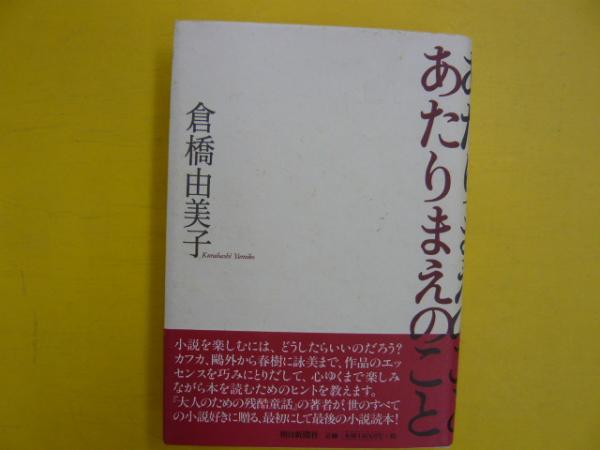 あたりまえのこと
倉橋由美子
Kurahashi Yumiko
小説を楽しむには、どうしたらいいのだろう?
カフカ、鷗外から春樹に詠美まで、作品のエッ
センスを巧みにとりだして、心ゆくまで楽しみ
ながら本を読むためのヒントを教えます。
『大人のための残酷童話』の著者が、世のすべて
の小説好きに贈る、最初にして最後の小説読本!
朝日新聞社